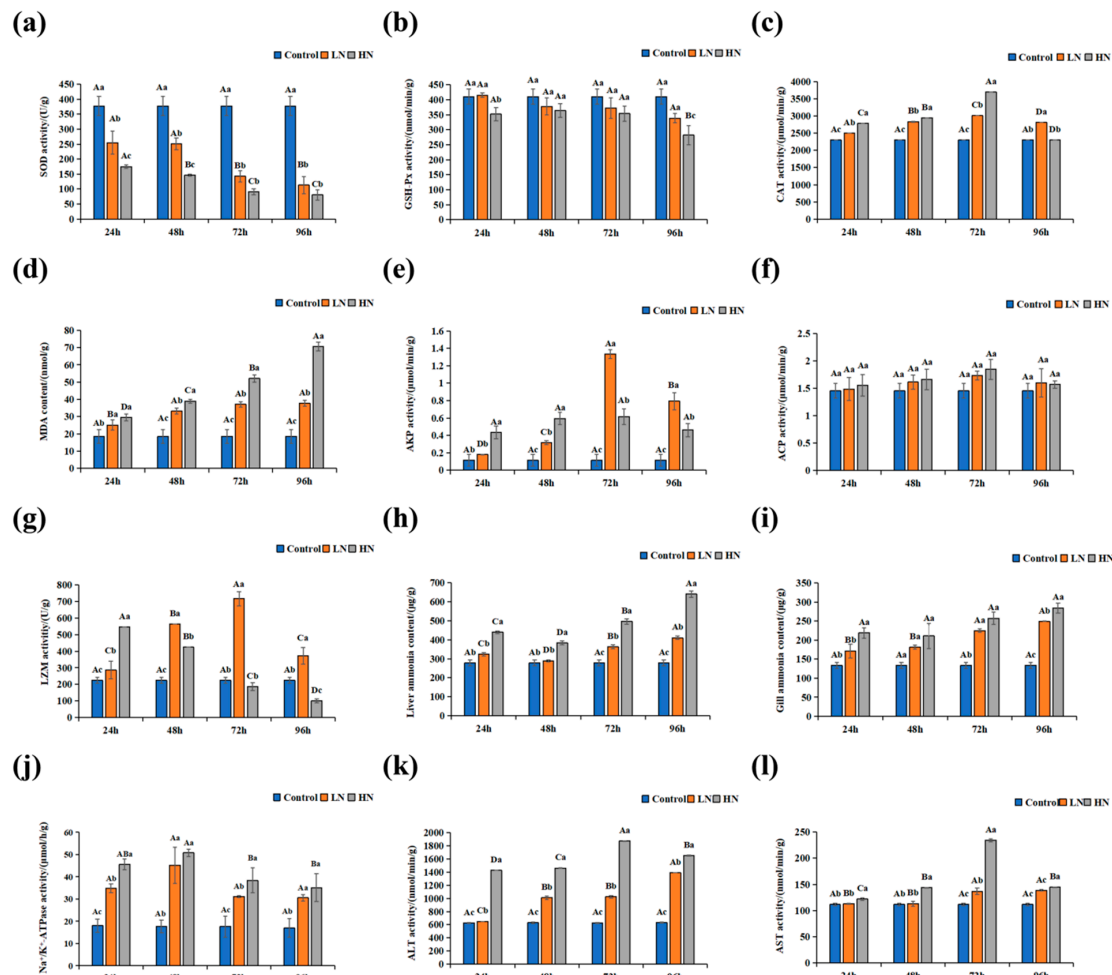 (a) (b) (c)
Control LN HN
Control LN HN
Control LN HN
SOD activity/(U/g)
450 400 350 300 250 200 150 100 50 0
Aa Ab Ac Aa Ab Bc Aa Bb Cb Aa Bb Cb
24h 48h 72h 96h
GSH-Px activity/(μmol/min/g)
450 400 350 300 250 200 150 100 50 0
Aa Aa Aa Aa Aa Aa Aa Aa Aa Aa Ab Bc
24h 48h 72h 96h
CAT activity/(μmol/min/g)
4000 3500 3000 2500 2000 1500 1000 500 0
Ac Ab Ca Ac Bb Ba Ac Cb Aa Ab Da Db
24h 48h 72h 96h
(d) (e) (f)
Control LN HN
Control LN HN
Control LN HN
MDA content/(nmol/g)
80 70 60 50 40 30 20 10 0
Ab Ba Da Ac Ab Ca Ac Ab Ba Ac Ab Aa
24h 48h 72h 96h
AKP activity/(μmol/min/g)
1.6 1.4 1.2 1 0.8 0.6 0.4 0.2 0
Ab Db Aa Ac Cb Aa Ac Aa Ab Ac Ba Ab
24h 48h 72h 96h
ACP activity/(μmol/min/g)
2.5 2 1.5 1 0.5 0
Aa Aa Aa Aa Aa Aa Aa Aa Aa Aa Aa Aa
24h 48h 72h 96h
(g) (h) (i)
Control LN HN
Control LN HN
Control LN HN
LZM activitiy/(U/g)
800 700 600 500 400 300 200 100 0
Ac Cb Aa Ac Ba Bb Ab Aa Cb Ab Ca Dc
24h 48h 72h 96h
Liver ammonia content/(μg/g)
700 600 500 400 300 200 100 0
Ab Cb Ca Ab Db Da Ac Bb Ba Ac Ab Aa
24h 48h 72h 96h
Gill ammonia content/(μg/g)
350 300 250 200 150 100 50 0
Ab Bb Aa Aa Ba Aa Ab Aa Aa Ac Ab Aa
24h 48h 72h 96h
(j) (k) (l)
Control LN HN
Control LN HN
Control LN HN
Na⁺/K⁺-ATPase activity/(μmol/h/g)
60 50 40 30 20 10 0
Ac Ab ABa Ab Aa Aa Ac Ab Ba Ab Aa Ba
24h 48h 72h 96h
ALT activity/(nmol/min/g)
2000 1800 1600 1400 1200 1000 800 600 400 200 0
Ac Cb Da Ac Bb Ca Ac Bb Aa Ac Ab Ba
24h 48h 72h 96h
AST activity/(nmol/min/g)
250 200 150 100 50 0
Ab Bb Ca Ab Bb Ba Ac Ab Aa Ac Ac Ba
24h 48h 72h 96h